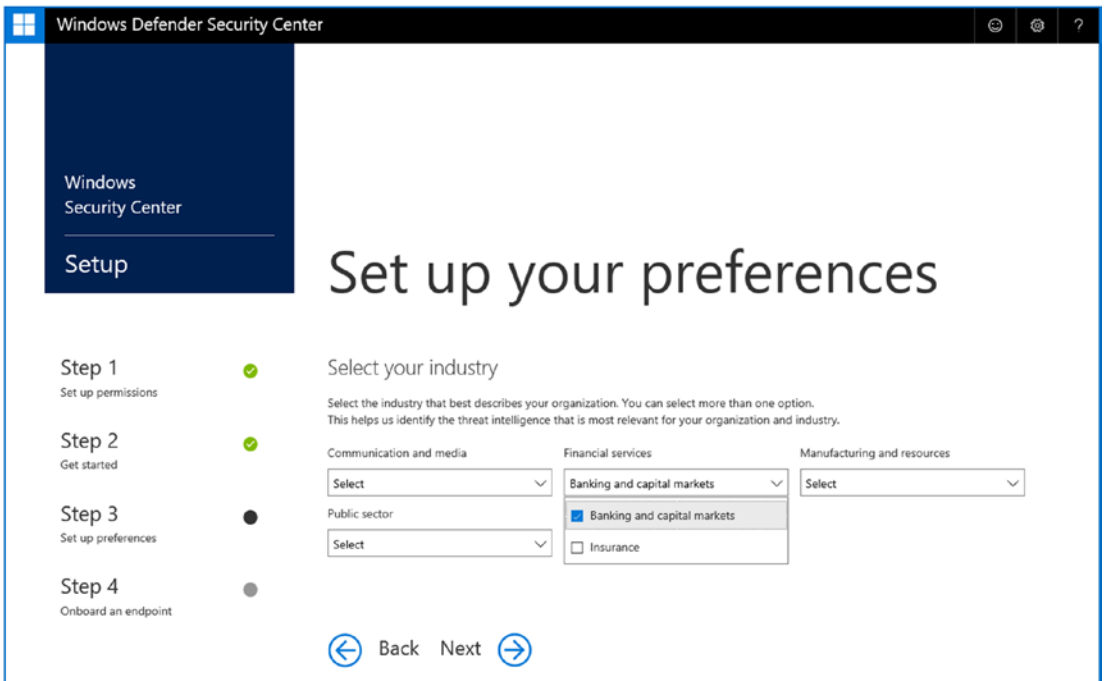 Windows Defender Security Center
?
Windows
Security Center
Setup
Set up your preferences
Step 1
Set up permissions
Step 2
Get started
Step 3
Set up preferences
Step 4
Onboard an endpoint
Select your industry
Select the industry that best describes your organization. You can select more than one option.
This helps us identify the threat intelligence that is most relevant for your organization and industry.
Communication and media
Select
Financial services
Banking and capital markets
Banking and capital markets
Insurance
Manufacturing and resources
Select
Public sector
Select
Back
Next